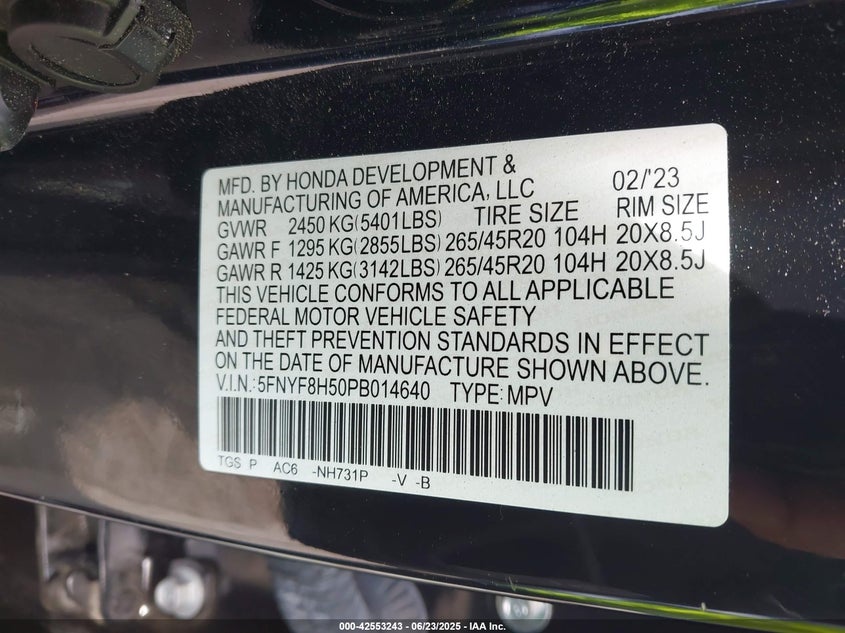 MFD. BY HONDA DEVELOPMENT &
MANUFACTURING OF AMERICA, LLC 02/'23
GVWR 2450 KG(5401LBS) TIRE SIZE RIM SIZE
GAWR F 1295 KG(2855LBS) 265/45R20 104H 20X8.5J
GAWR R 1425 KG(3142LBS) 265/45R20 104H 20X8.5J
THIS VEHICLE CONFORMS TO ALL APPLICABLE
FEDERAL MOTOR VEHICLE SAFETY
AND THEFT PREVENTION STANDARDS IN EFFECT
ON THE DATE OF MANUFACTURE SHOWN ABOVE.
V.I.N.:5FNYF8H50PB014640 TYPE:MPV
TGS P AC6 -NH731P -V -B
000-42553243 - 06/23/2025 - IAA Inc.